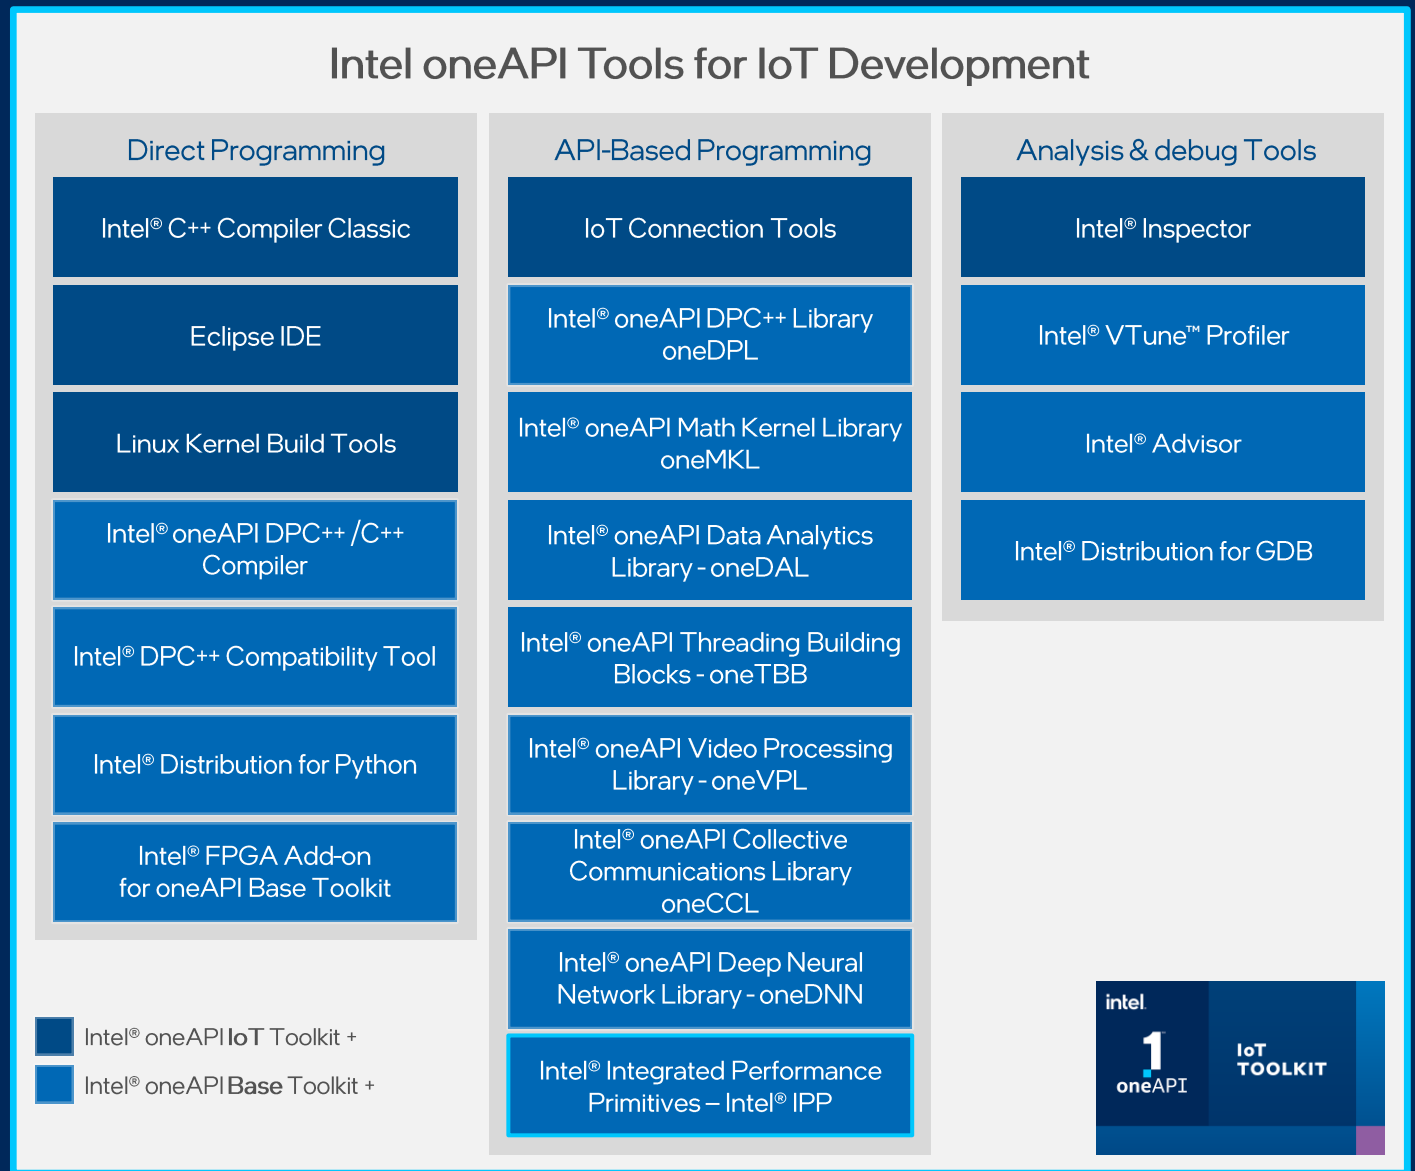 Intel oneAPI Tools for IoT Development
Direct Programming
Intel® C++ Compiler Classic
Eclipse IDE
Linux Kernel Build Tools
Intel® oneAPI DPC++ /C++
Compiler
Intel® DPC++ Compatibility Tool
Intel® Distribution for Python
Intel® FPGA Add-on
for oneAPI Base Toolkit
API-Based Programming
IoT Connection Tools
Intel® oneAPI DPC++ Library
oneDPL
Intel® oneAPI Math Kernel Library
oneMKL
Intel® oneAPI Data Analytics
Library - oneDAL
Intel® oneAPI Threading Building
Blocks - oneTBB
Intel® oneAPI Video Processing
Library - oneVPL
Intel® oneAPI Collective
Communications Library
oneCCL
Intel® oneAPI Deep Neural
Network Library - oneDNN
Intel® Integrated Performance
Primitives – Intel® IPP
Analysis & debug Tools
Intel® Inspector
Intel® VTune™ Profiler
Intel® Advisor
Intel® Distribution for GDB
Intel® oneAPI IoT Toolkit +
Intel® oneAPI Base Toolkit +
intel.
1
oneAPI
IoT
TOOLKIT